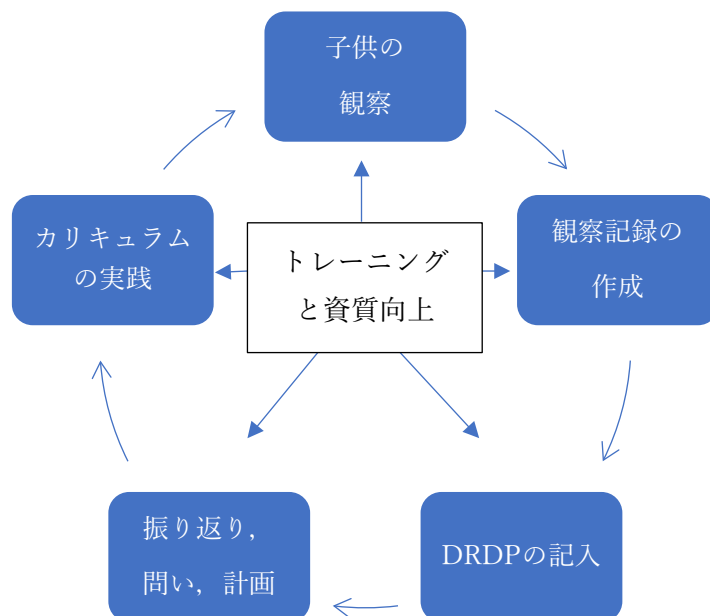 子供の
観察
観察記録の
作成
DRDPの記入
振り返り，
問い，計画
カリキュラム
の実践
トレーニング
と資質向上